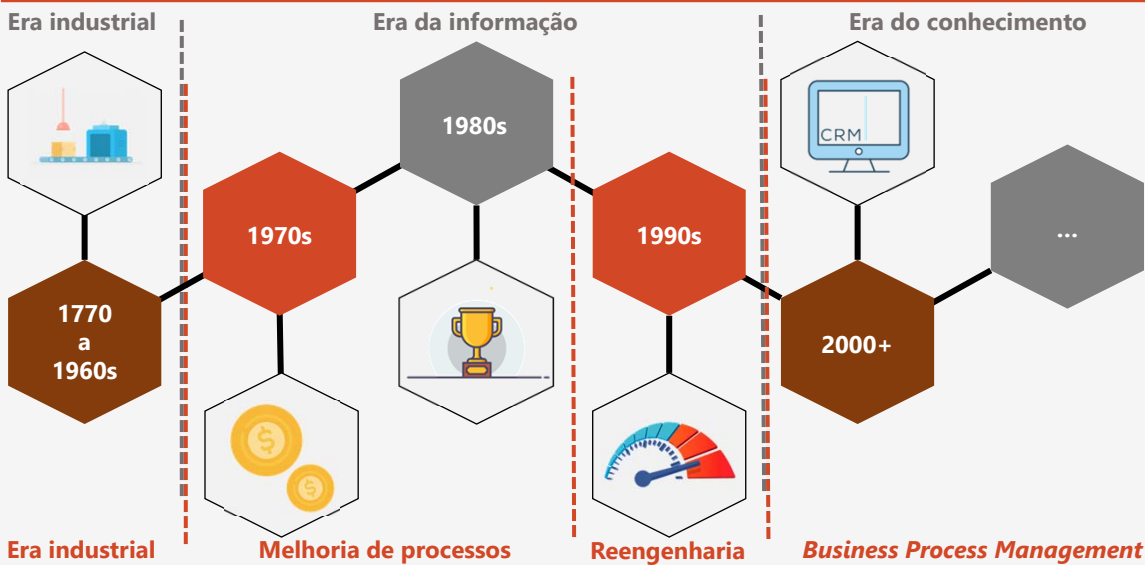 Era industrial
Era da informação
Era do conhecimento
1980s
CRM
1970s
1990s
...
1770
a
1960s
2000+
$
$
Era industrial
Melhoria de processos
Reengenharia
Business Process Management